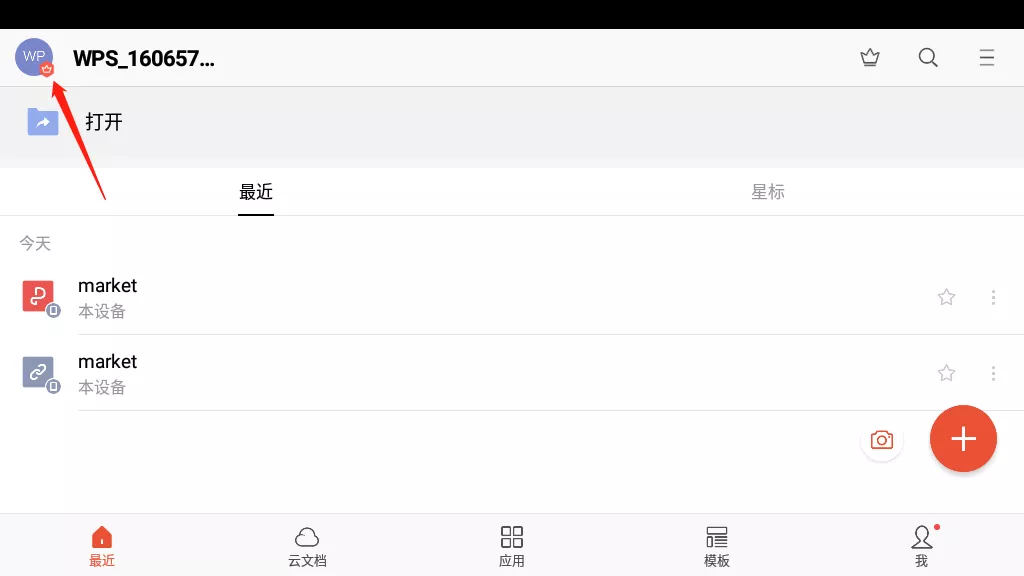 WP
WPS_160657...
打开
最近
星标
今天
market
本设备
market
本设备
最近
云文档
应用
模板
我